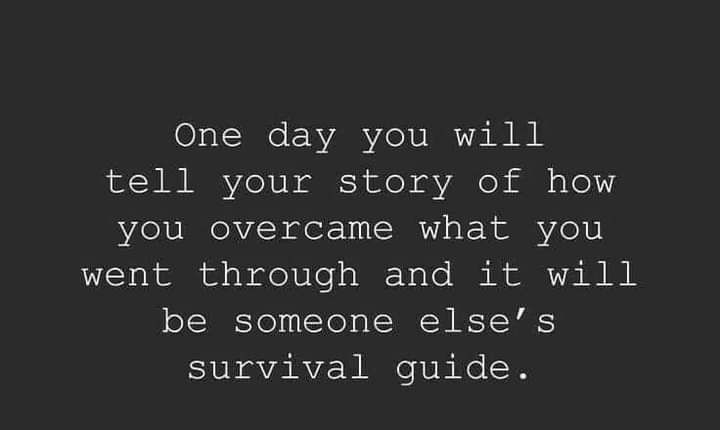 One day you will
tell your story of how
you overcame what you
went through and it will
be someone else’s
survival guide.